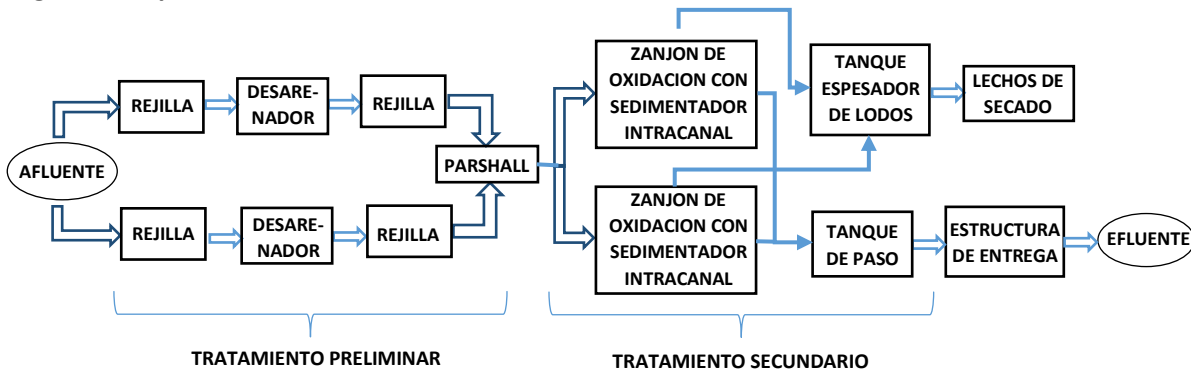 AFLUENTE
REJILLA
DESARE-
NADOR
REJILLA
REJILLA
DESARE-
NADOR
REJILLA
PARSHALL
ZANJON DE
OXIDACION CON
SEDIMENTADOR
INTRACANAL
ZANJON DE
OXIDACION CON
SEDIMENTADOR
INTRACANAL
TANQUE
ESPESADOR
DE LODOS
LECHOS DE
SECADO
TANQUE
DE PASO
ESTRUCTURA
DE ENTREGA
EFLUENTE
TRATAMIENTO PRELIMINAR
TRATAMIENTO SECUNDARIO